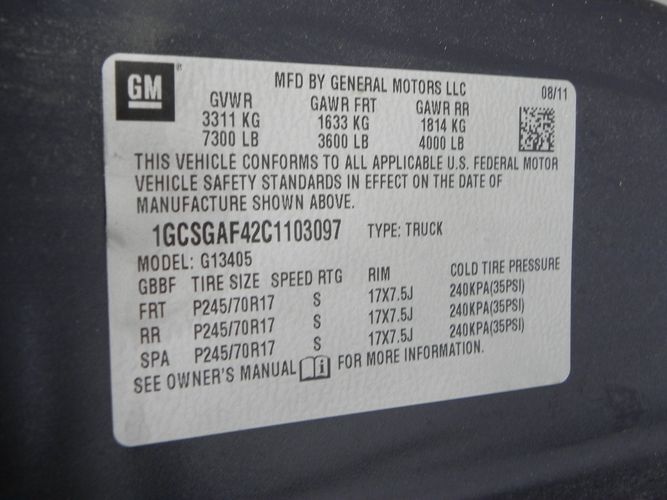 GM ®
MFD BY GENERAL MOTORS LLC 08/11
GVWR GAWR FRT GAWR RR
3311 KG 1633 KG 1814 KG
7300 LB 3600 LB 4000 LB
THIS VEHICLE CONFORMS TO ALL APPLICABLE U.S. FEDERAL MOTOR
VEHICLE SAFETY STANDARDS IN EFFECT ON THE DATE OF
MANUFACTURE SHOWN ABOVE.
1GCSGAF42C1103097 TYPE: TRUCK
MODEL: G13405
GBBF TIRE SIZE SPEED RTG RIM COLD TIRE PRESSURE
FRT P245/70R17 S 17X7.5J 240KPA(35PSI)
RR P245/70R17 S 17X7.5J 240KPA(35PSI)
SPA P245/70R17 S 17X7.5J 240KPA(35PSI)
SEE OWNER'S MANUAL i FOR MORE INFORMATION.